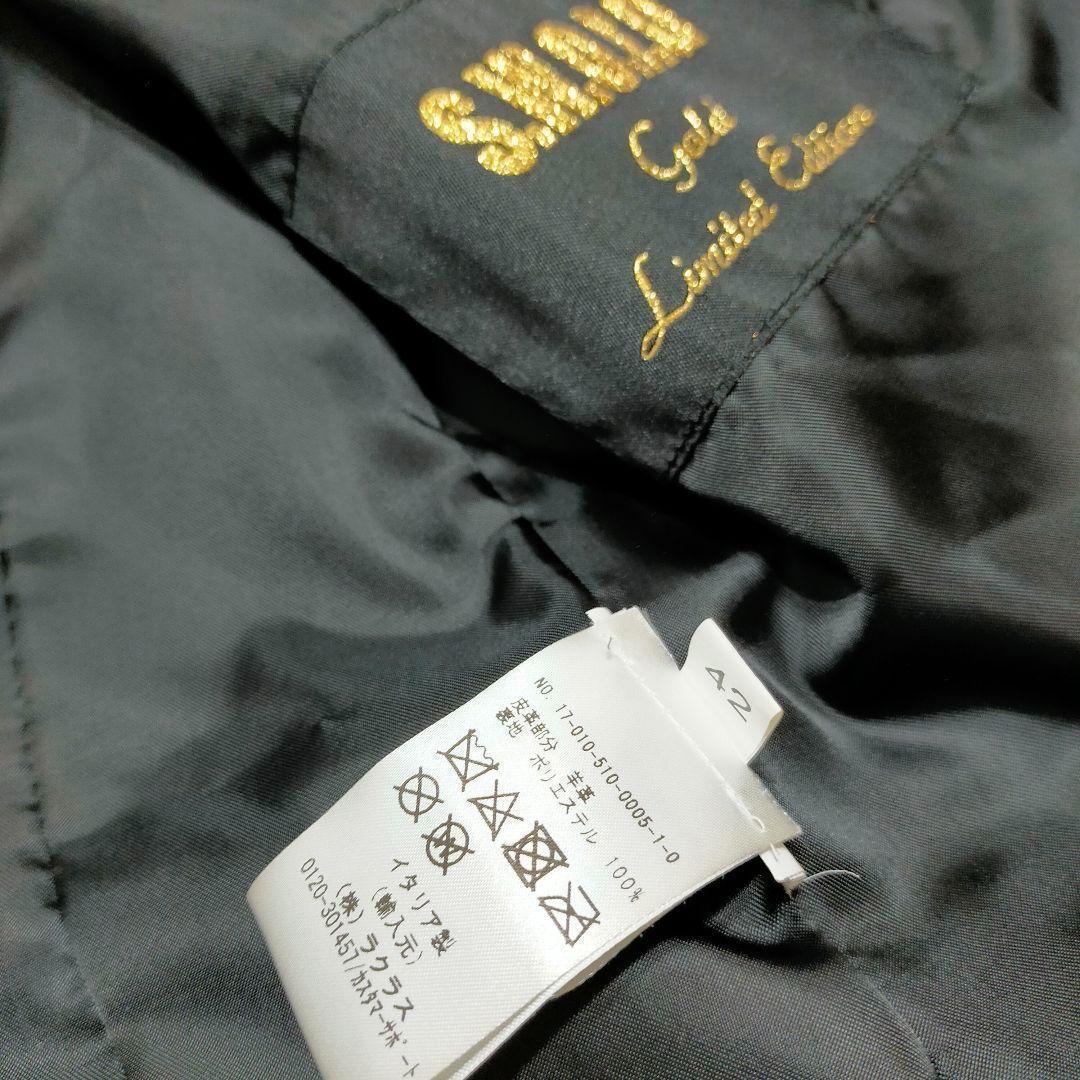 Gold
Limited Etion
42
NO. 17-010-510-0005-1-0
皮革部分 羊革
裏地 ポリエステル 100%
イタリア製
(輸入元)
(株) ラクラス
0120-301457/カスタマーサポート